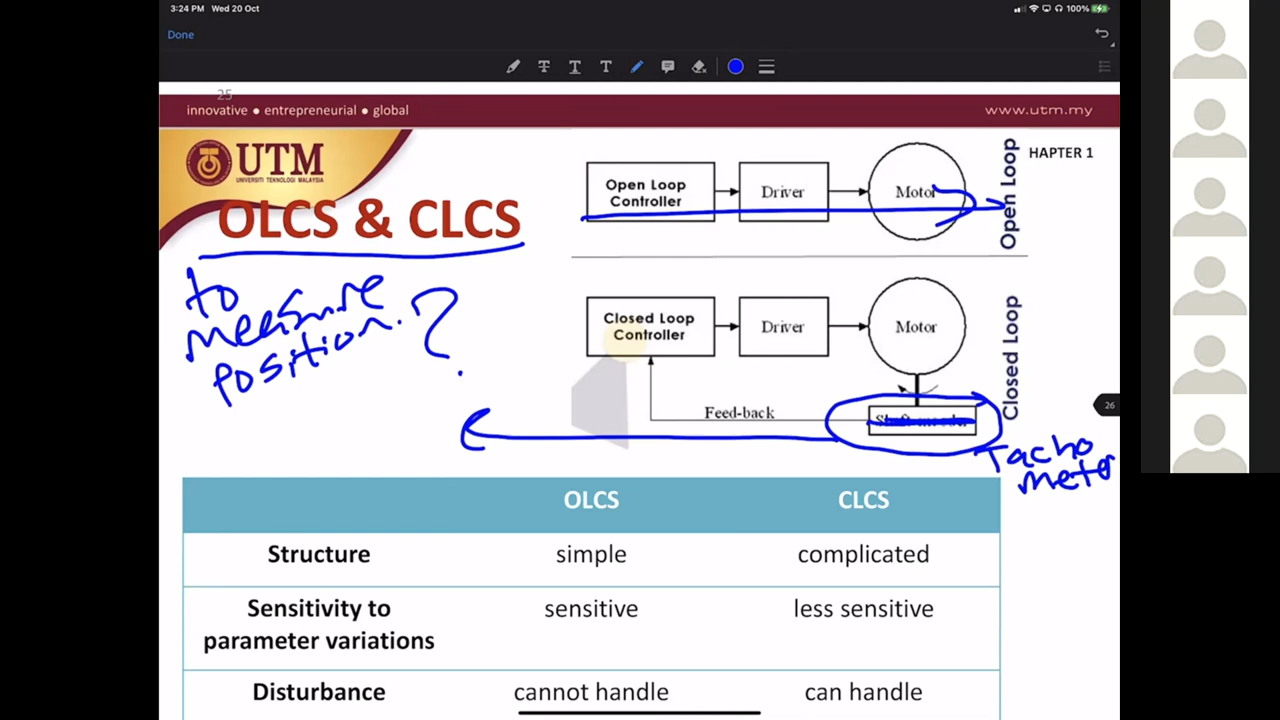 3:24 PM Wed 20 Oct
100%
Done
T T T
25
innovative ● entrepreneurial ● global
www.utm.my
UTM
UNIVERSITI TEKNOLOGI MALAYSIA
HAPTER 1
OLCS & CLCS
Open Loop
Controller
Driver
Motor
Open Loop
to
measure
position.?
Closed Loop
Controller
Driver
Motor
Closed Loop
Feed-back
Tacho
meter
26
OLCS CLCS
Structure simple complicated
Sensitivity to
parameter variations sensitive less sensitive
Disturbance cannot handle can handle